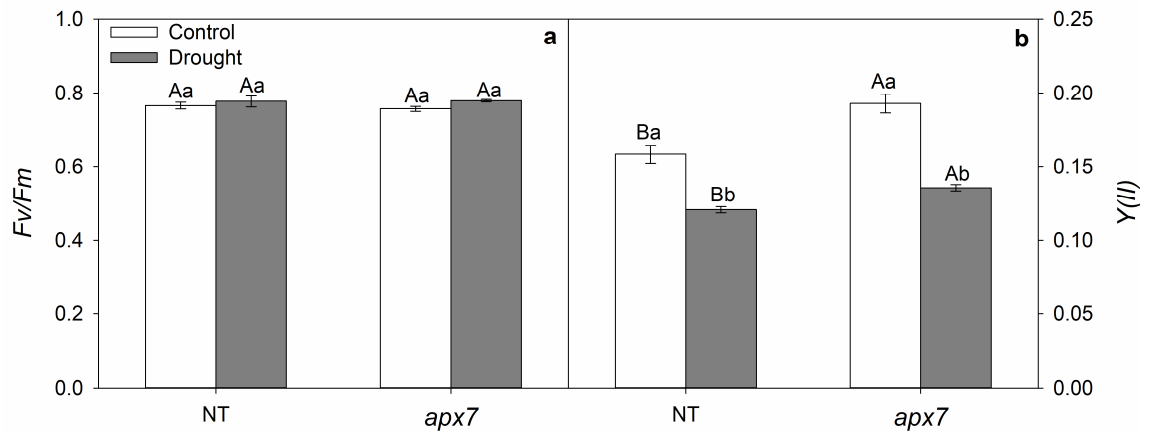 1.0
0.8
0.6
0.4
0.2
0.0
Fv/Fm
Control
Drought
a
Aa
Aa
Aa
Aa
NT
apx7
b
Ba
Bb
Aa
Ab
NT
apx7
0.25
0.20
0.15
0.10
0.05
0.00
Y(II)